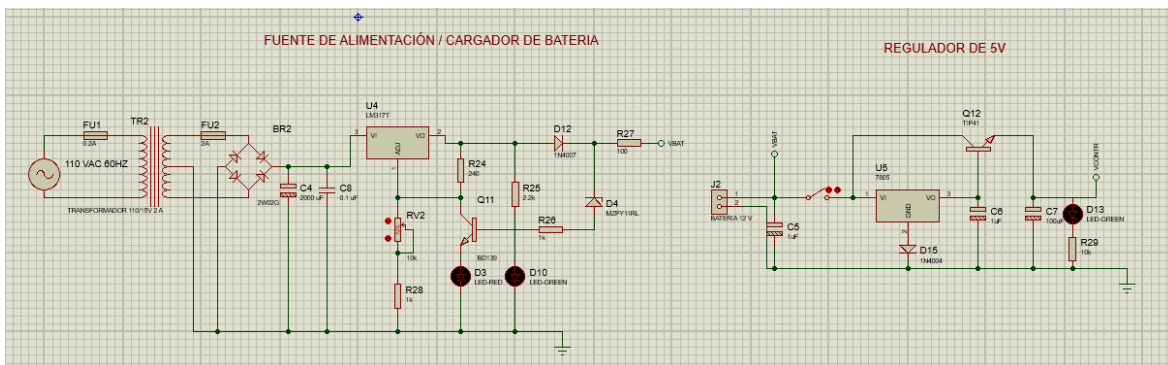 FUENTE DE ALIMENTACIÓN / CARGADOR DE BATERIA
REGULADOR DE 5V
FU1
0.2A
TR2
FU2
2A
BR2
2W02G
110 VAC 60HZ
TRANSFORMADOR 110/15V 2 A
C4
2000 uF
C8
0.1 uF
U4
LM317T
3
VI
VO
2
ADJ
1
R24
240
RV2
10k
R28
1k
Q11
BD139
D3
LED-RED
R25
2.2k
D10
LED-GREEN
R26
1k
D12
1N4007
D4
MZPY11RL
R27
100
VBAT
J2
1
2
BATERIA 12 V
VBAT
C5
1uF
U5
7805
1
VI
VO
3
GND
2
D15
1N4004
Q12
TIP41
C6
1uF
C7
100uF
VCONTR
D13
LED-GREEN
R29
10k